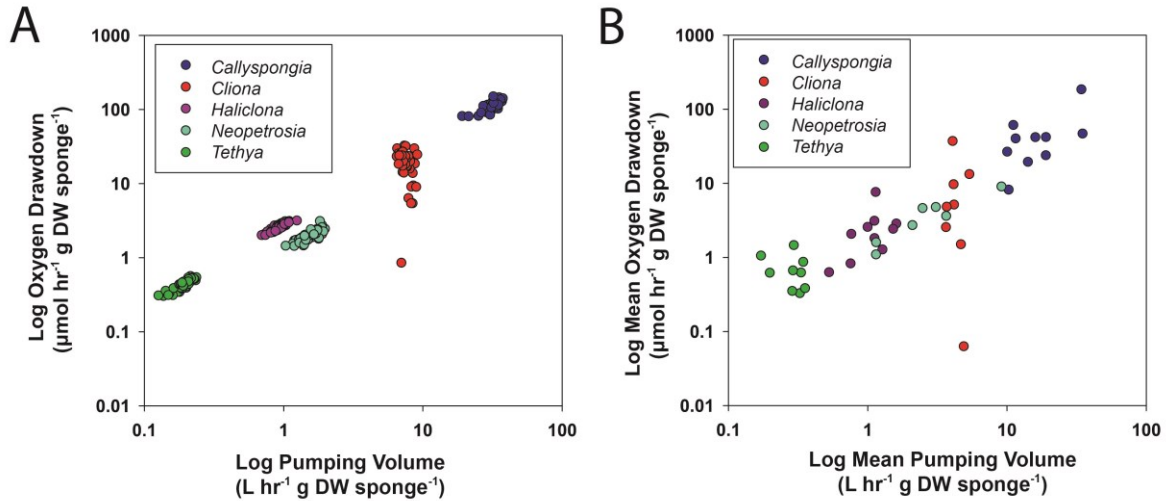 A
Log Oxygen Drawdown
(µmol hr⁻¹ g DW sponge⁻¹)
1000
100
10
1
0.1
0.01
Callyspongia
Cliona
Haliclona
Neopetrosia
Tethya
0.1
1
10
100
Log Pumping Volume
(L hr⁻¹ g DW sponge⁻¹)
B
Log Mean Oxygen Drawdown
(µmol hr⁻¹ g DW sponge⁻¹)
1000
100
10
1
0.1
0.01
Callyspongia
Cliona
Haliclona
Neopetrosia
Tethya
0.1
1
10
100
Log Mean Pumping Volume
(L hr⁻¹ g DW sponge⁻¹)